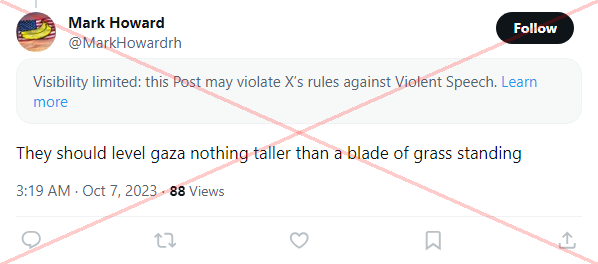 Mark Howard
@MarkHowardrh
Follow
Visibility limited: this Post may violate X's rules against Violent Speech. Learn
more
They should level gaza nothing taller than a blade of grass standing
3:19 AM · Oct 7, 2023 · 88 Views